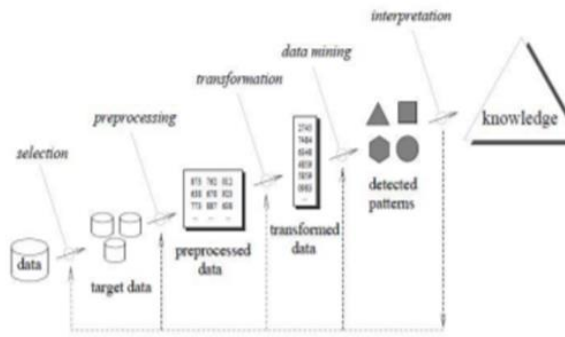 interpretation
data mining
transformation
preprocessing
selection
knowledge
detected
patterns
transformed
data
preprocessed
data
target data
data